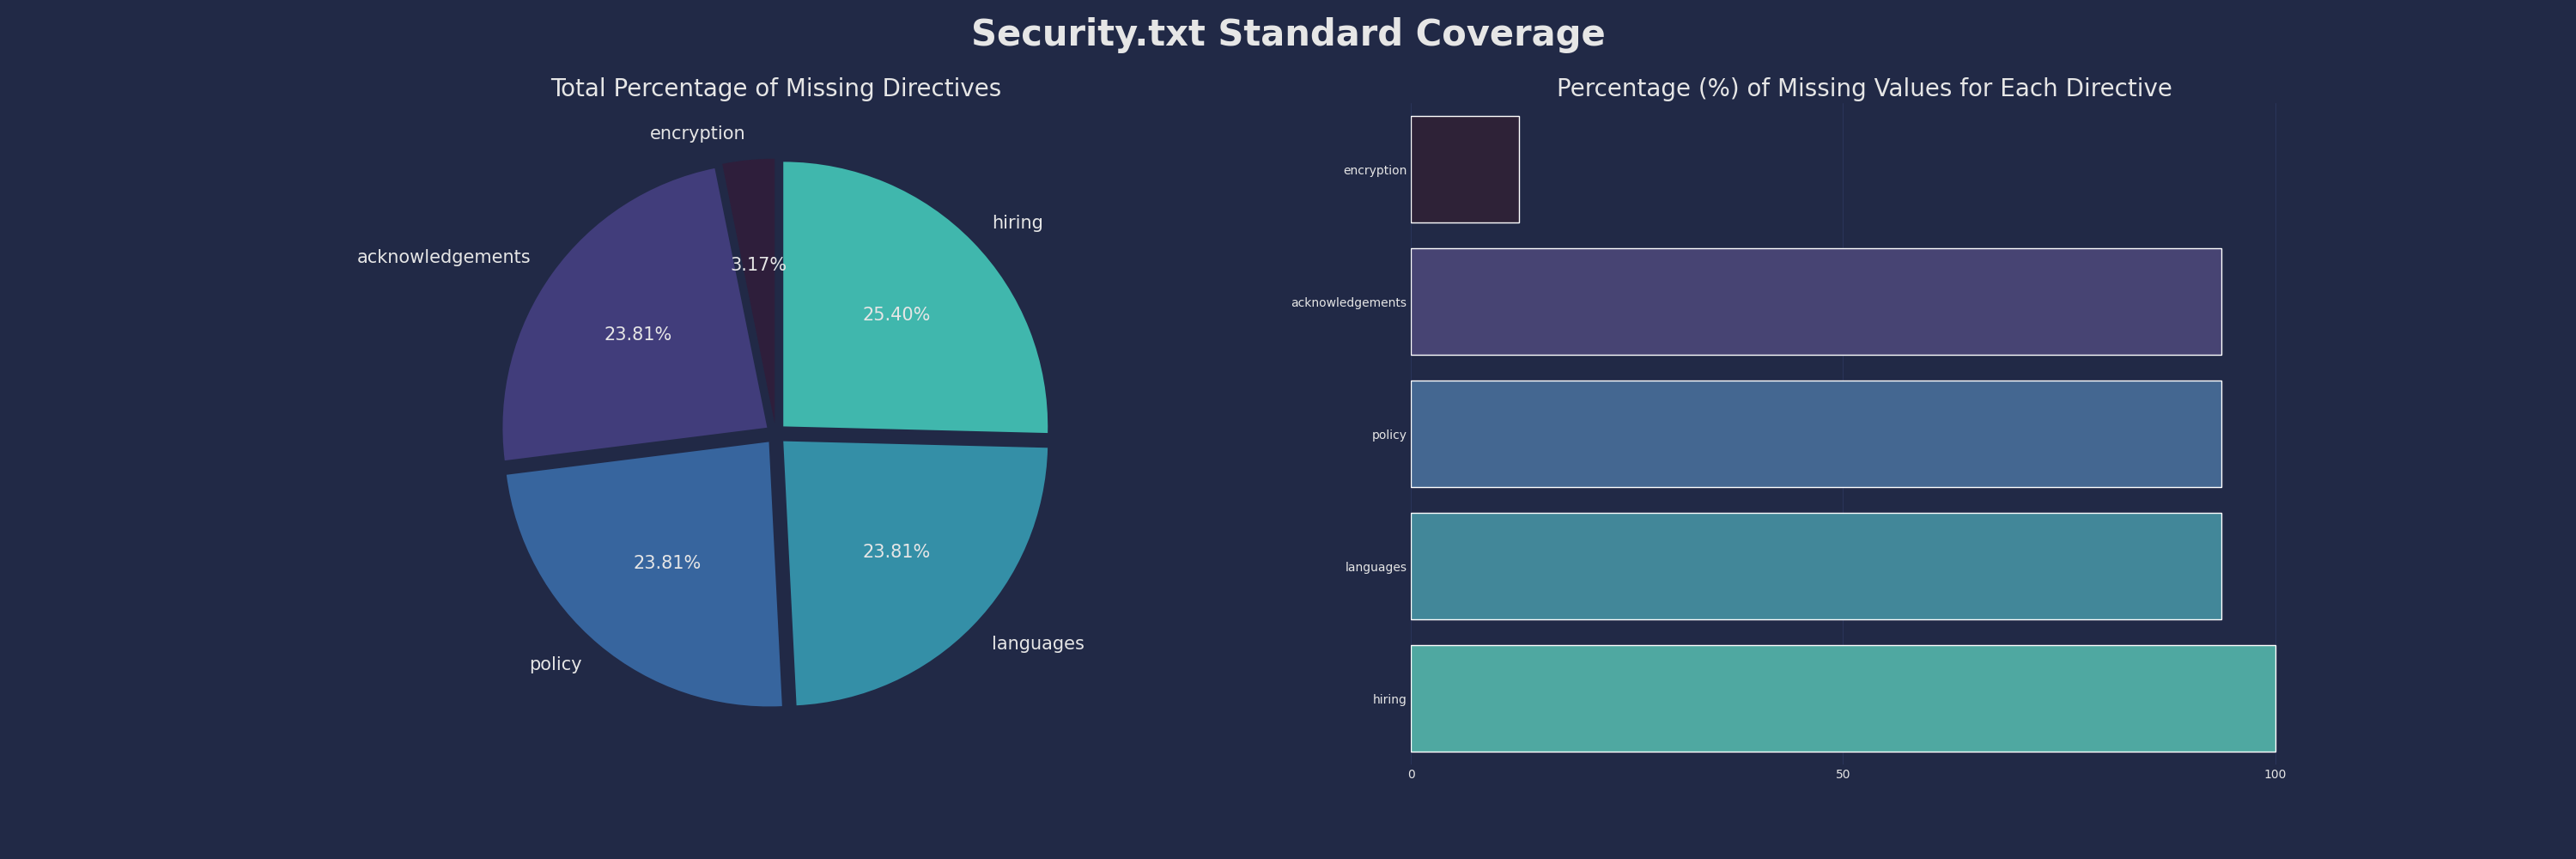 Security.txt Standard Coverage
Total Percentage of Missing Directives
encryption
acknowledgements
hiring
3.17%
25.40%
23.81%
23.81%
23.81%
policy
languages
Percentage (%) of Missing Values for Each Directive
encryption
acknowledgements
policy
languages
hiring
0 50 100